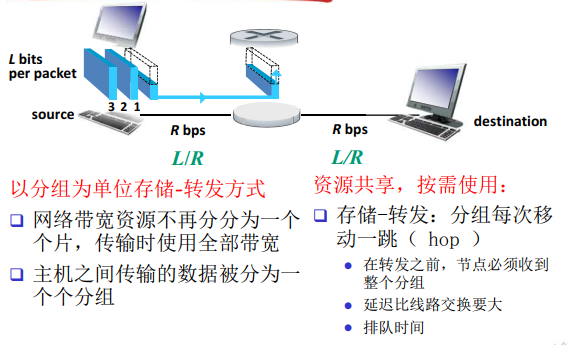 L bits
per packet
3 2 1
source
R bps
R bps
destination
L/R
L/R
以分组为单位存储-转发方式
网络带宽资源不再分分为一个
个片，传输时使用全部带宽
主机之间传输的数据被分为一
个个分组
资源共享，按需使用：
存储-转发：分组每次移
动一跳（ hop ）
在转发之前，节点必须收到
整个分组
延迟比线路交换要大
排队时间